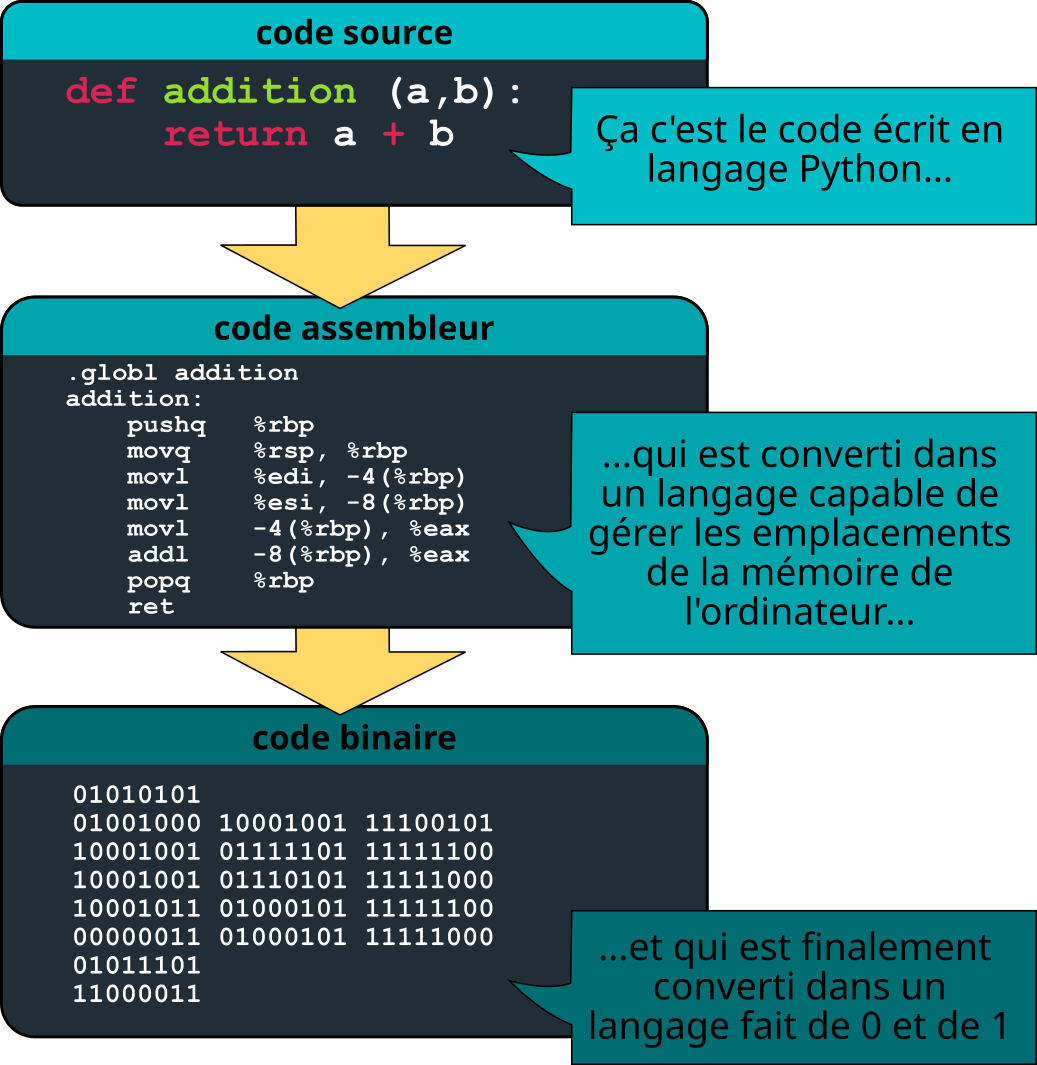 code source
def addition (a,b):
return a + b
Ça c'est le code écrit en
langage Python...
code assembleur
.globl addition
addition:
pushq %rbp
movq %rsp, %rbp
movl %edi, -4(%rbp)
movl %esi, -8(%rbp)
movl -4(%rbp), %eax
addl -8(%rbp), %eax
popq %rbp
ret
...qui est converti dans
un langage capable de
gérer les emplacements
de la mémoire de
l'ordinateur...
code binaire
01010101
01001000 10001001 11100101
10001001 01111101 11111100
10001001 01110101 11111000
10001011 01000101 11111100
00000011 01000101 11111000
01011101
11000011
...et qui est finalement
converti dans un
langage fait de 0 et de 1